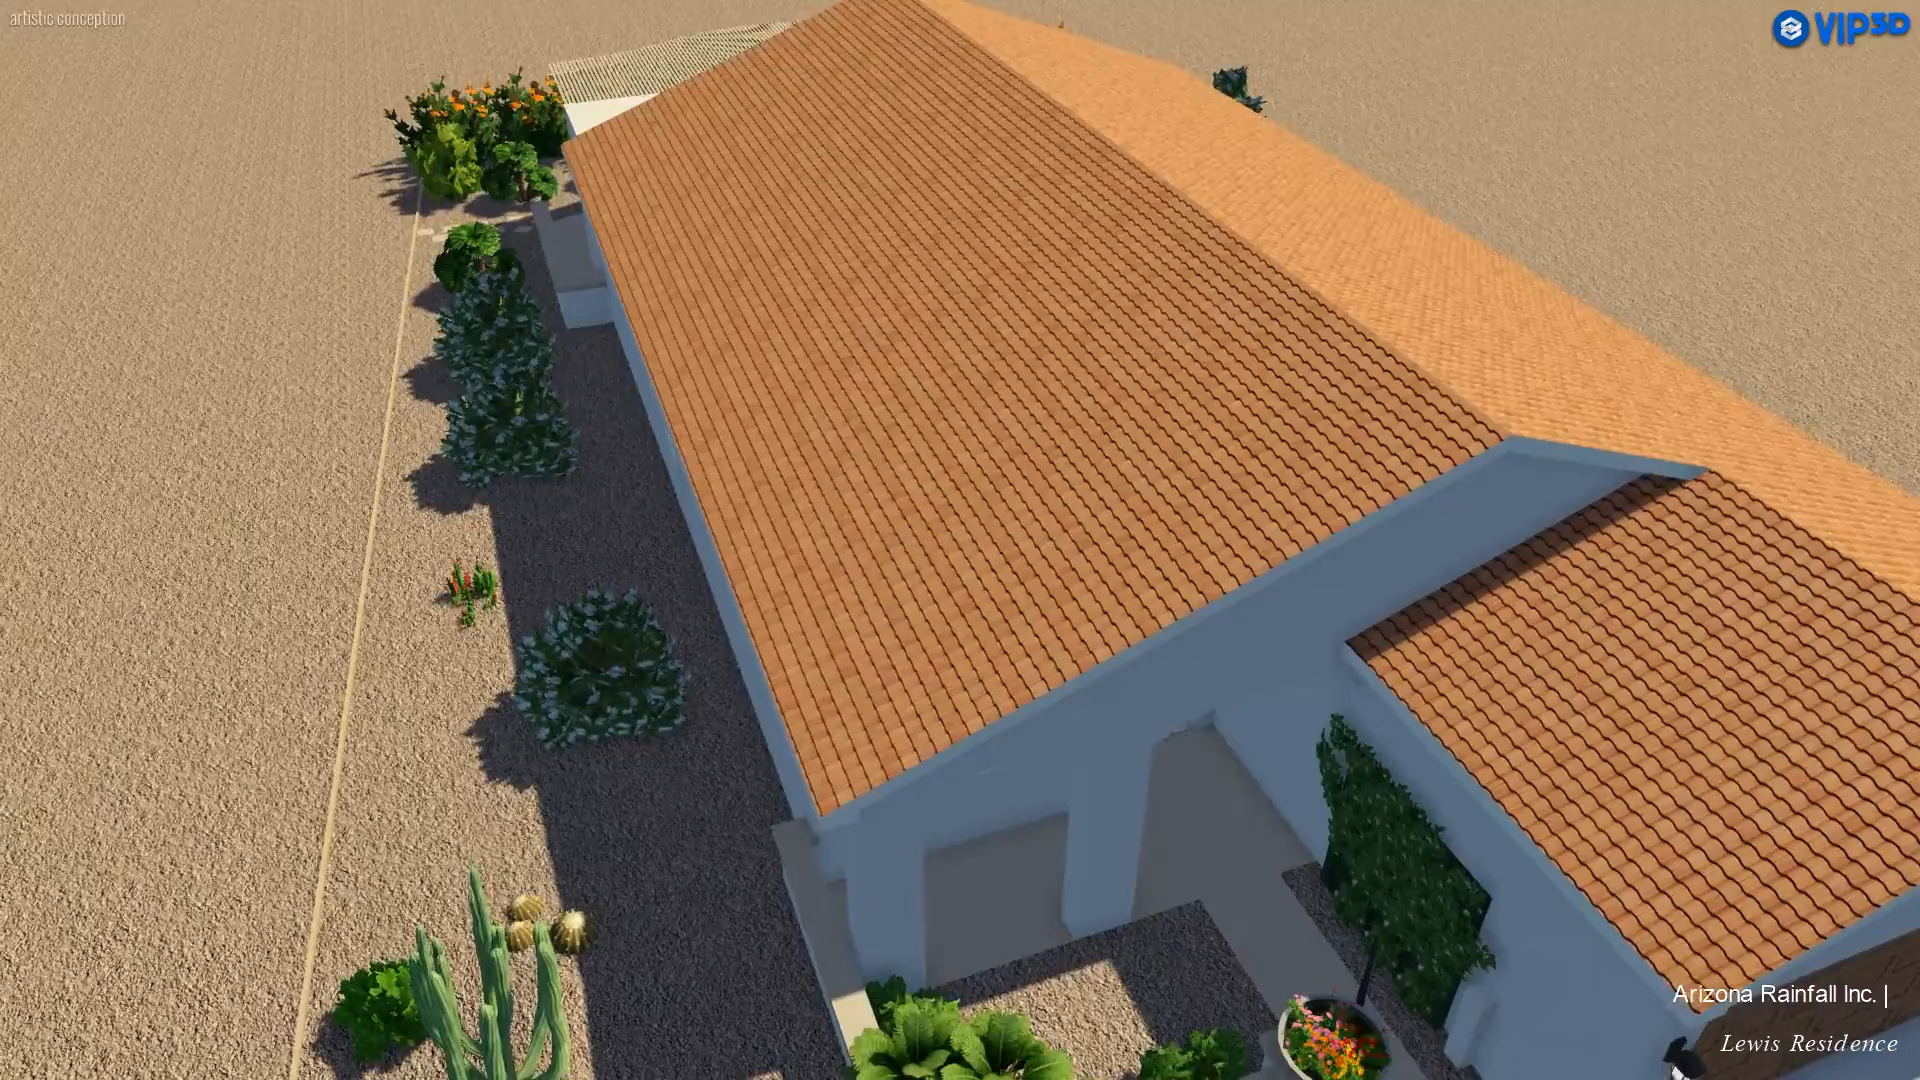 artistic conception
VIP3D
Arizona Rainfall Inc. |
Lewis Residence